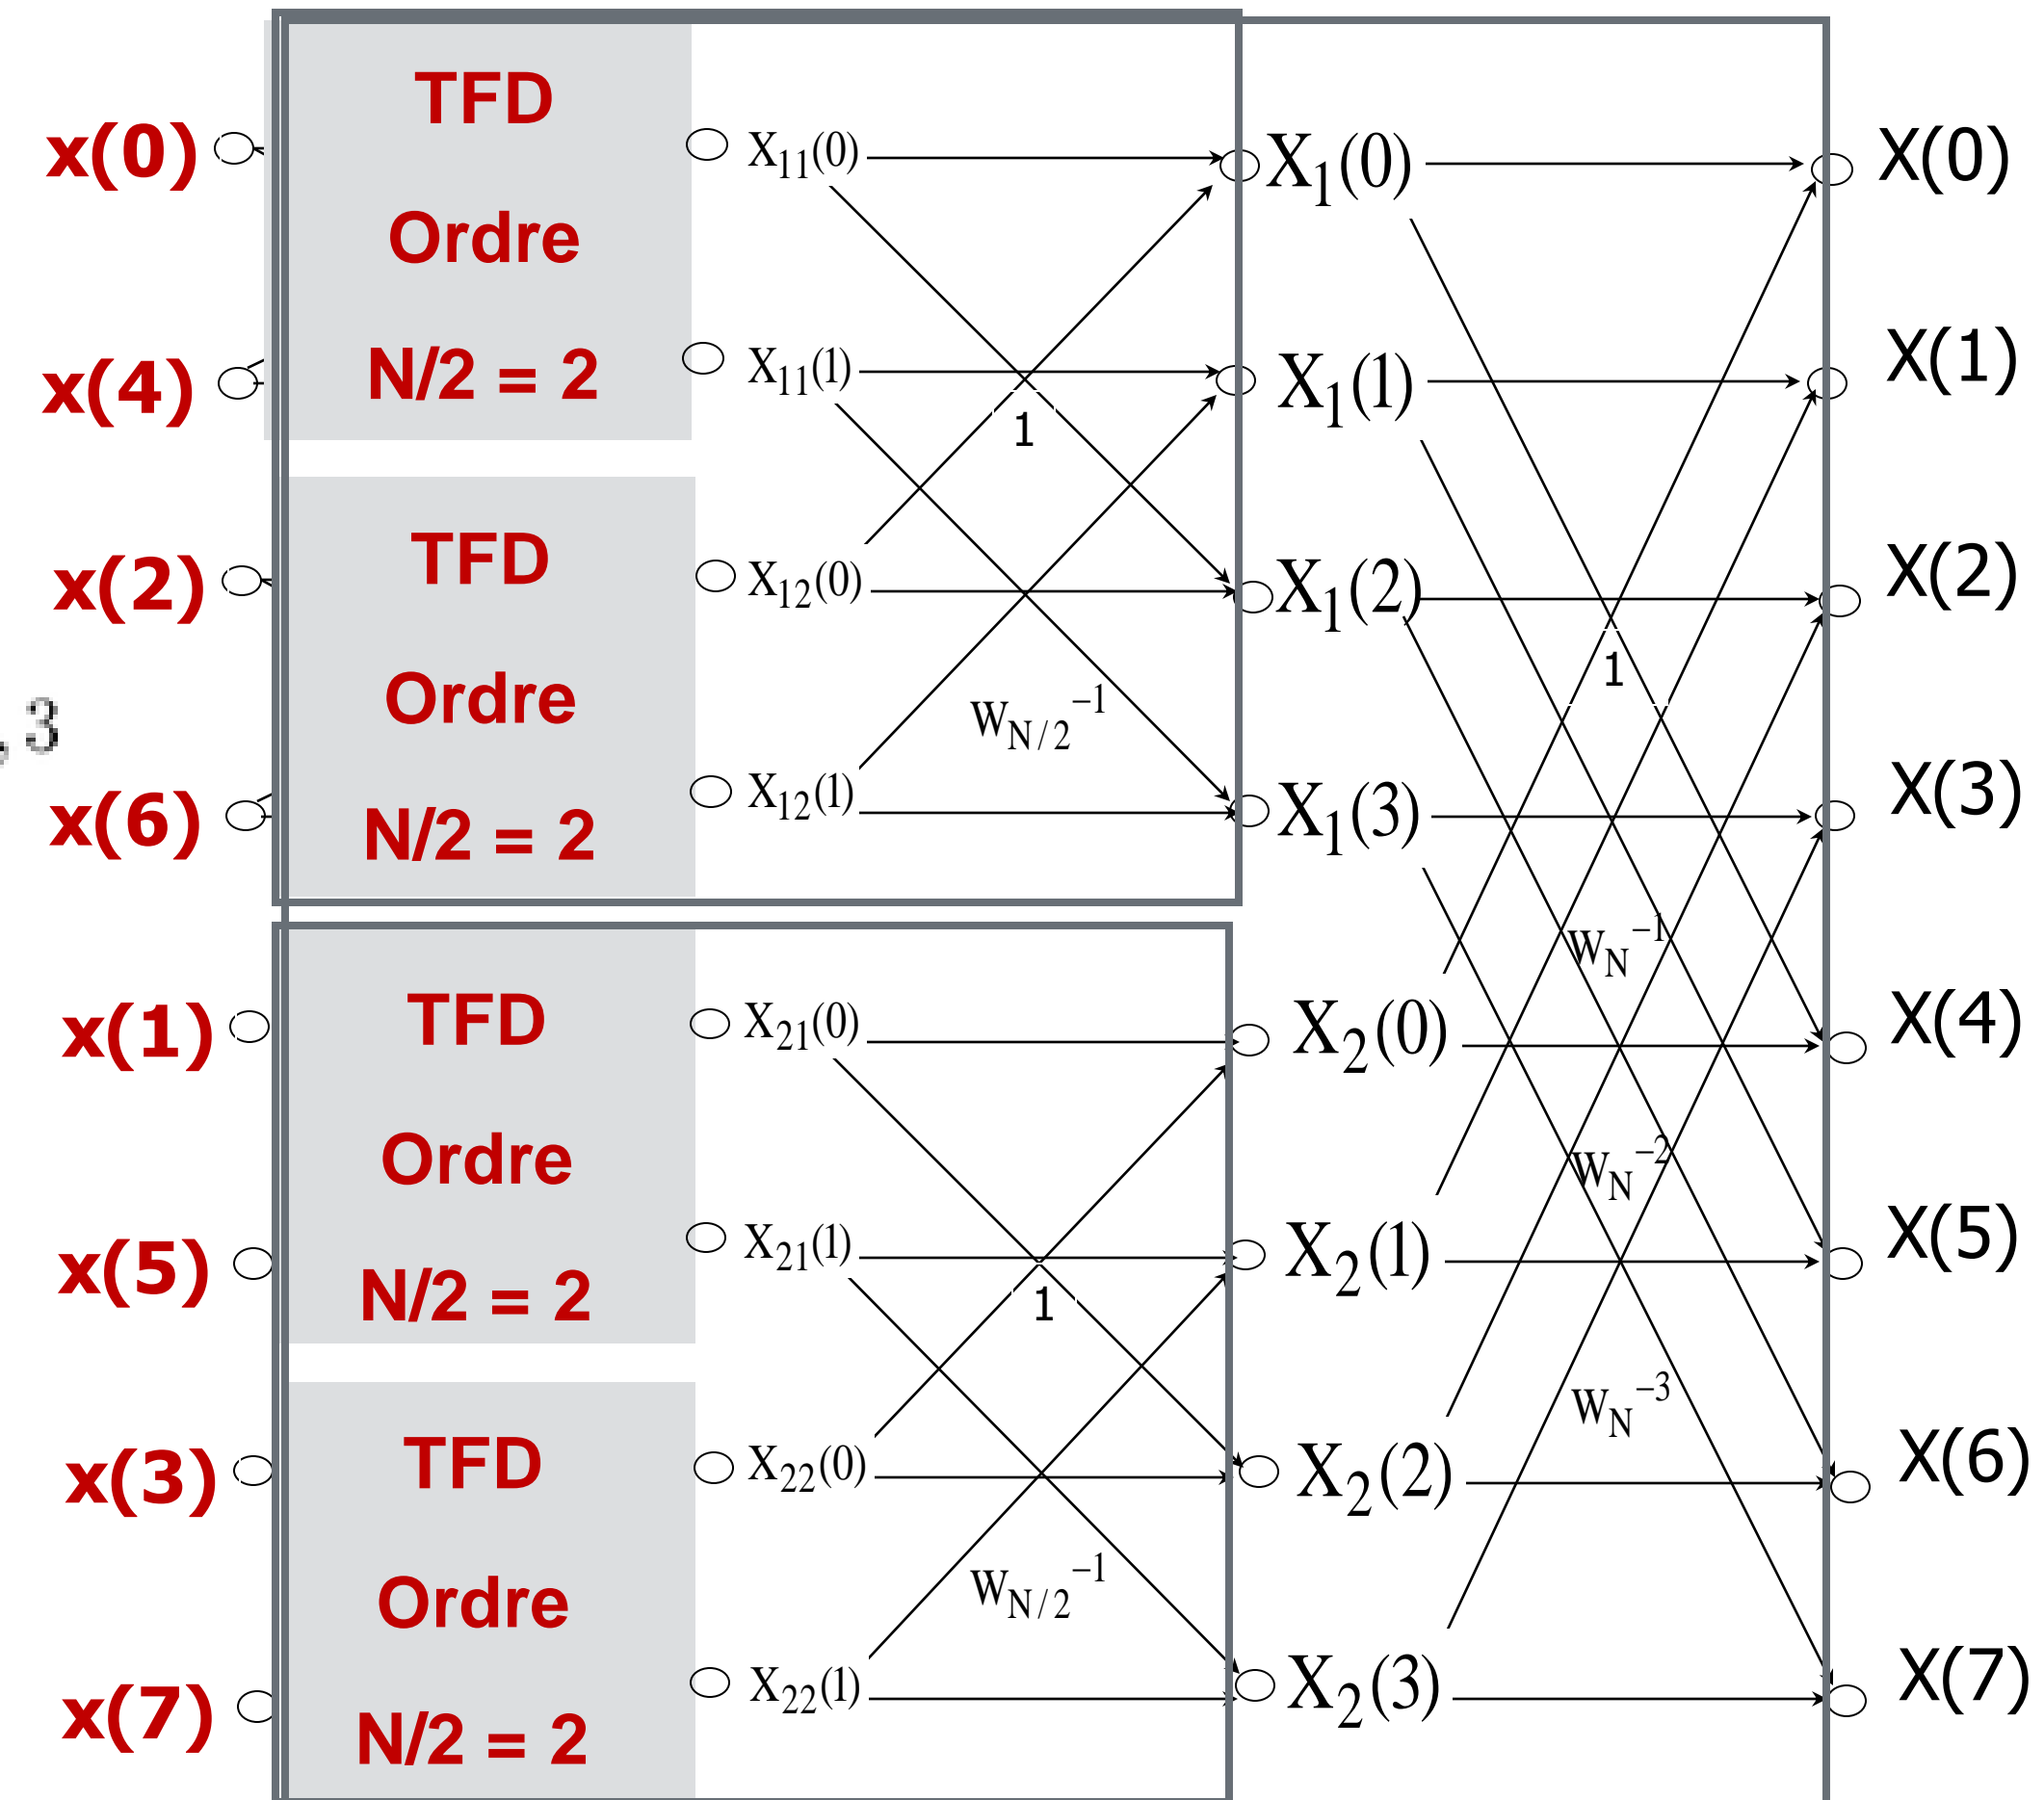 TFD
x(0) X11(0) X1(0) X(0)
Ordre
x(4) N/2 = 2 X11(1) X1(1) X(1)
1
TFD
x(2) X12(0) X1(2) X(2)
1
Ordre
,3 WN/2^−1
x(6) N/2 = 2 X12(1) X1(3) X(3)
WN^−1
TFD
x(1) X21(0) X2(0) X(4)
Ordre WN^−2
x(5) N/2 = 2 X21(1) X2(1) X(5)
1
WN^−3
TFD
x(3) X22(0) X2(2) X(6)
Ordre WN/2^−1
x(7) N/2 = 2 X22(1) X2(3) X(7)